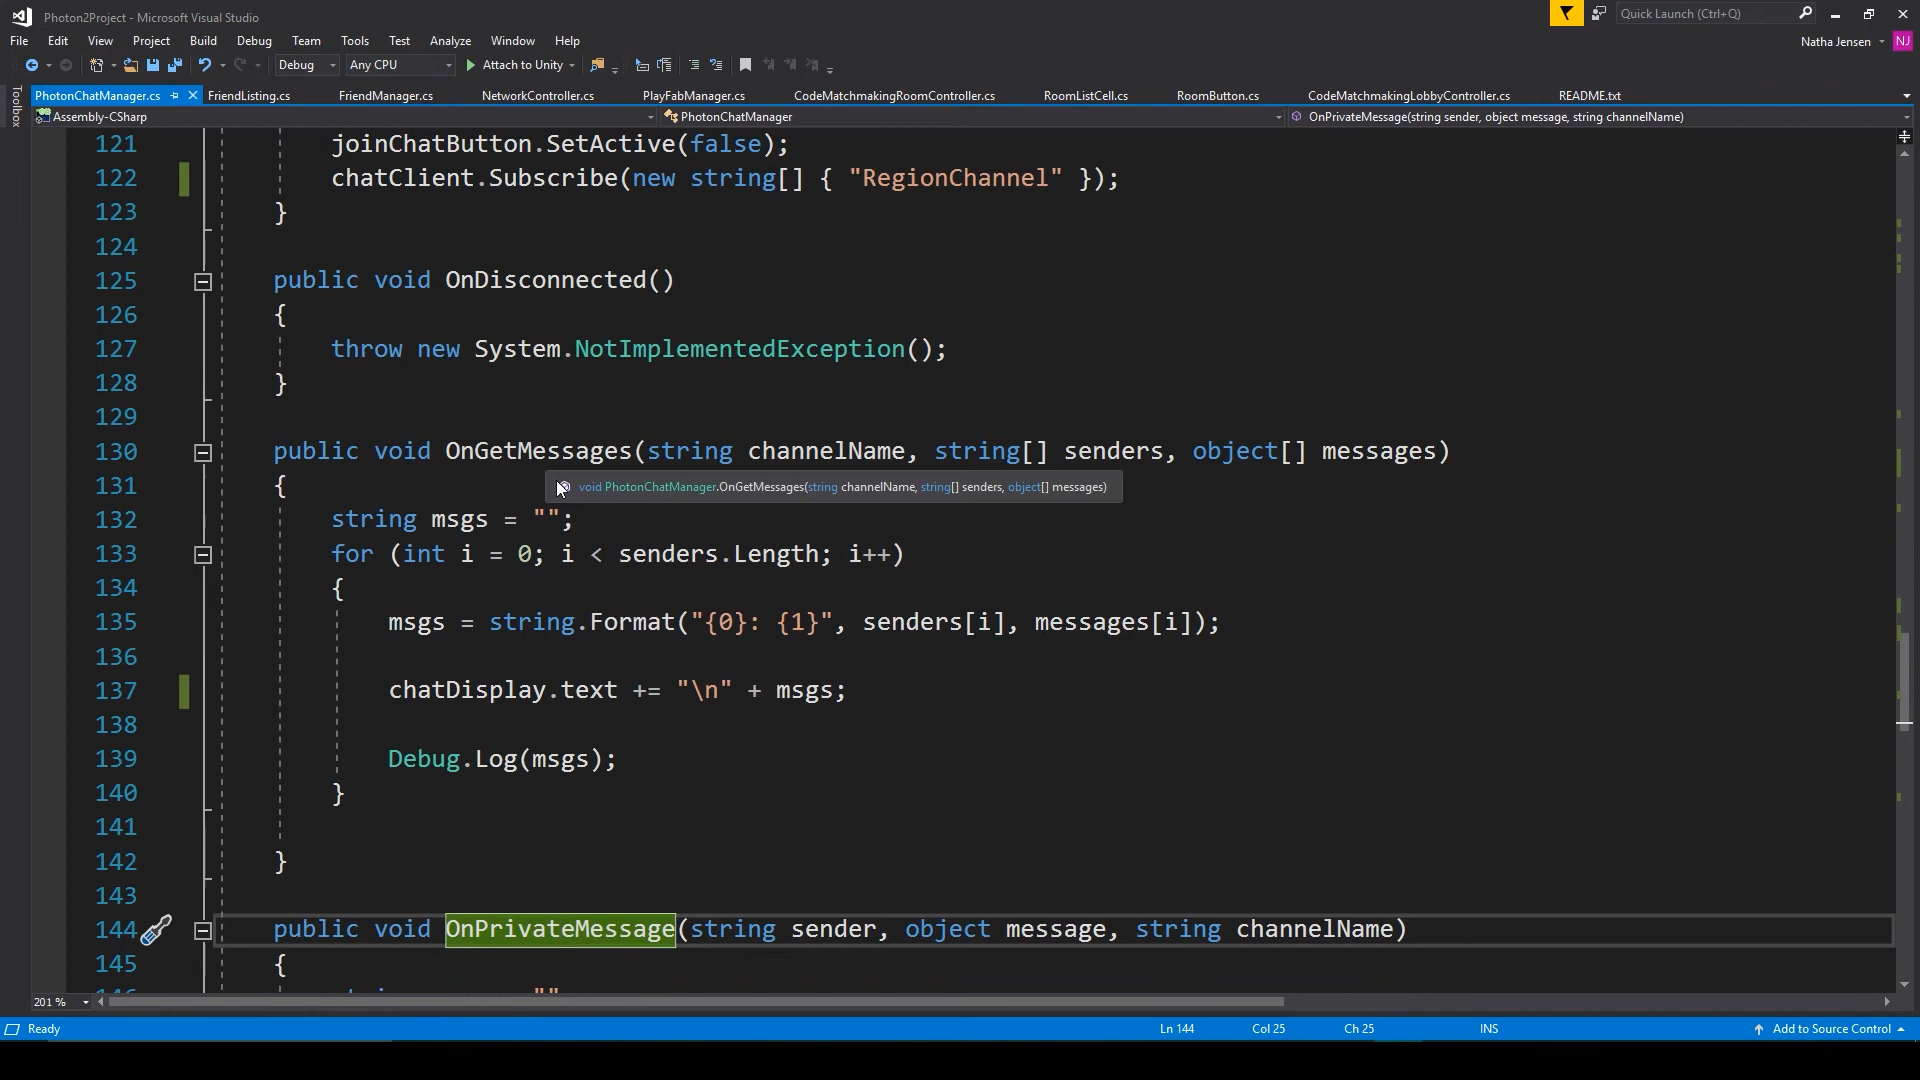 Photon2Project - Microsoft Visual Studio
Quick Launch (Ctrl+Q)
File Edit View Project Build Debug Team Tools Test Analyze Window Help
Natha Jensen NJ
Debug Any CPU Attach to Unity
Toolbox
PhotonChatManager.cs FriendListing.cs FriendManager.cs NetworkController.cs PlayFabManager.cs CodeMatchmakingRoomController.cs RoomListCell.cs RoomButton.cs CodeMatchmakingLobbyController.cs README.txt
Assembly-CSharp PhotonChatManager OnPrivateMessage(string sender, object message, string channelName)
121 joinChatButton.SetActive(false);
122 chatClient.Subscribe(new string[] { "RegionChannel" });
123 }
124
125 public void OnDisconnected()
126 {
127 throw new System.NotImplementedException();
128 }
129
130 public void OnGetMessages(string channelName, string[] senders, object[] messages)
131 {
void PhotonChatManager.OnGetMessages(string channelName, string[] senders, object[] messages)
132 string msgs = "";
133 for (int i = 0; i < senders.Length; i++)
134 {
135 msgs = string.Format("{0}: {1}", senders[i], messages[i]);
136
137 chatDisplay.text += "\n" + msgs;
138
139 Debug.Log(msgs);
140 }
141
142 }
143
144 public void OnPrivateMessage(string sender, object message, string channelName)
145 {
201 %
Ready Ln 144 Col 25 Ch 25 INS Add to Source Control